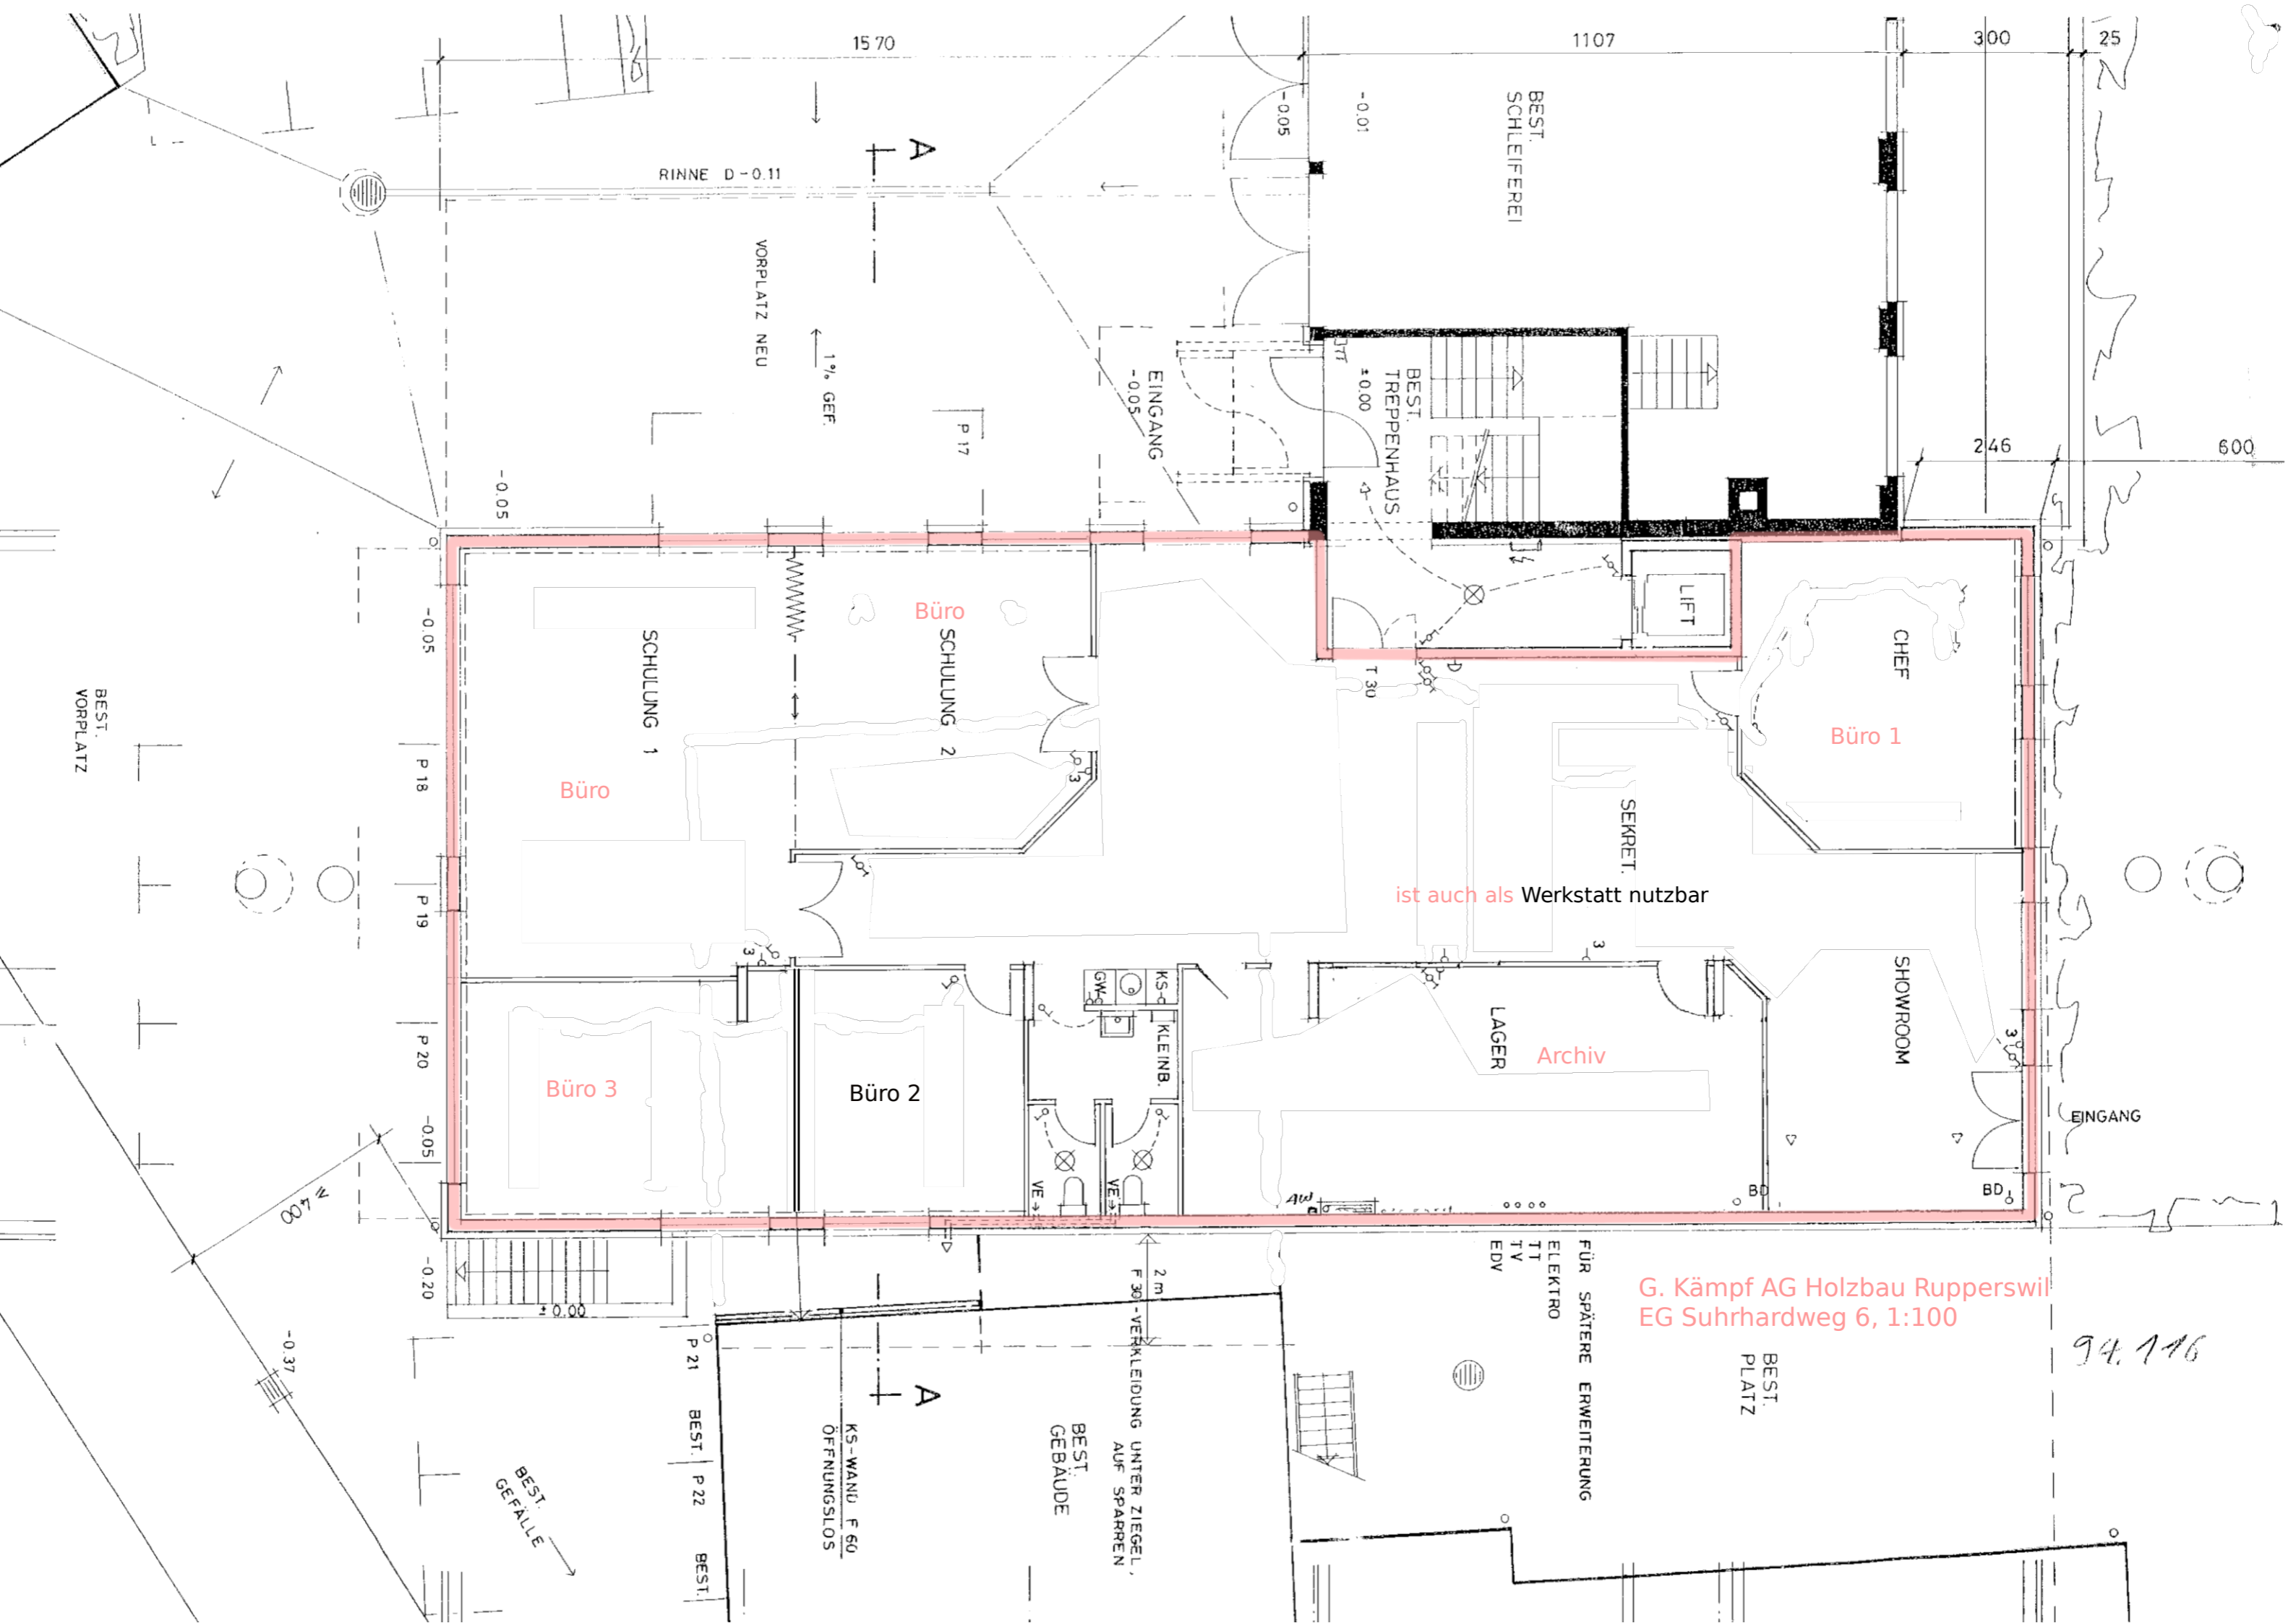 1570
1107
300
25
RINNE D-0.11
A
-0.05
-0.01
BEST.
SCHLEIFEREI
VORPLATZ NEU
1% GEF.
P 17
EINGANG
-0.05
BEST.
TREPPENHAUS
±0.00
246
600
-0.05
-0.05
Büro
SCHULUNG 1
SCHULUNG 2
LIFT
CHEF
T 30
Büro 1
BEST.
VORPLATZ
P 18
Büro
3
SEKRET.
ist auch als Werkstatt nutzbar
P 19
3
3
GW
KS
KLEINB.
LAGER
Archiv
SHOWROOM
3
P 20
Büro 3
Büro 2
EINGANG
-0.05
VE
VE
AW
BD
BD
400
-0.20
±0.00
2 m
F 30-VERKLEIDUNG UNTER ZIEGEL,
AUF SPARREN
FÜR SPÄTERE ERWEITERUNG
ELEKTRO
TT
TV
EDV
G. Kämpf AG Holzbau Rupperswil
EG Suhrhardweg 6, 1:100
94.116
-0.37
P 21
BEST.
P 22
BEST.
A
KS-WAND F 60
ÖFFNUNGSLOS
BEST.
GEBÄUDE
BEST.
PLATZ
BEST.
GEFÄLLE